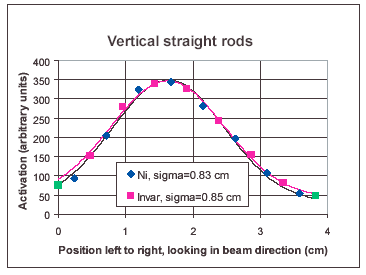 Vertical straight rods
Activation (arbitrary units)
400
350
300
250
200
150
100
50
0
Ni, sigma=0.83 cm
Invar, sigma=0.85 cm
0 1 2 3 4
Position left to right, looking in beam direction (cm)